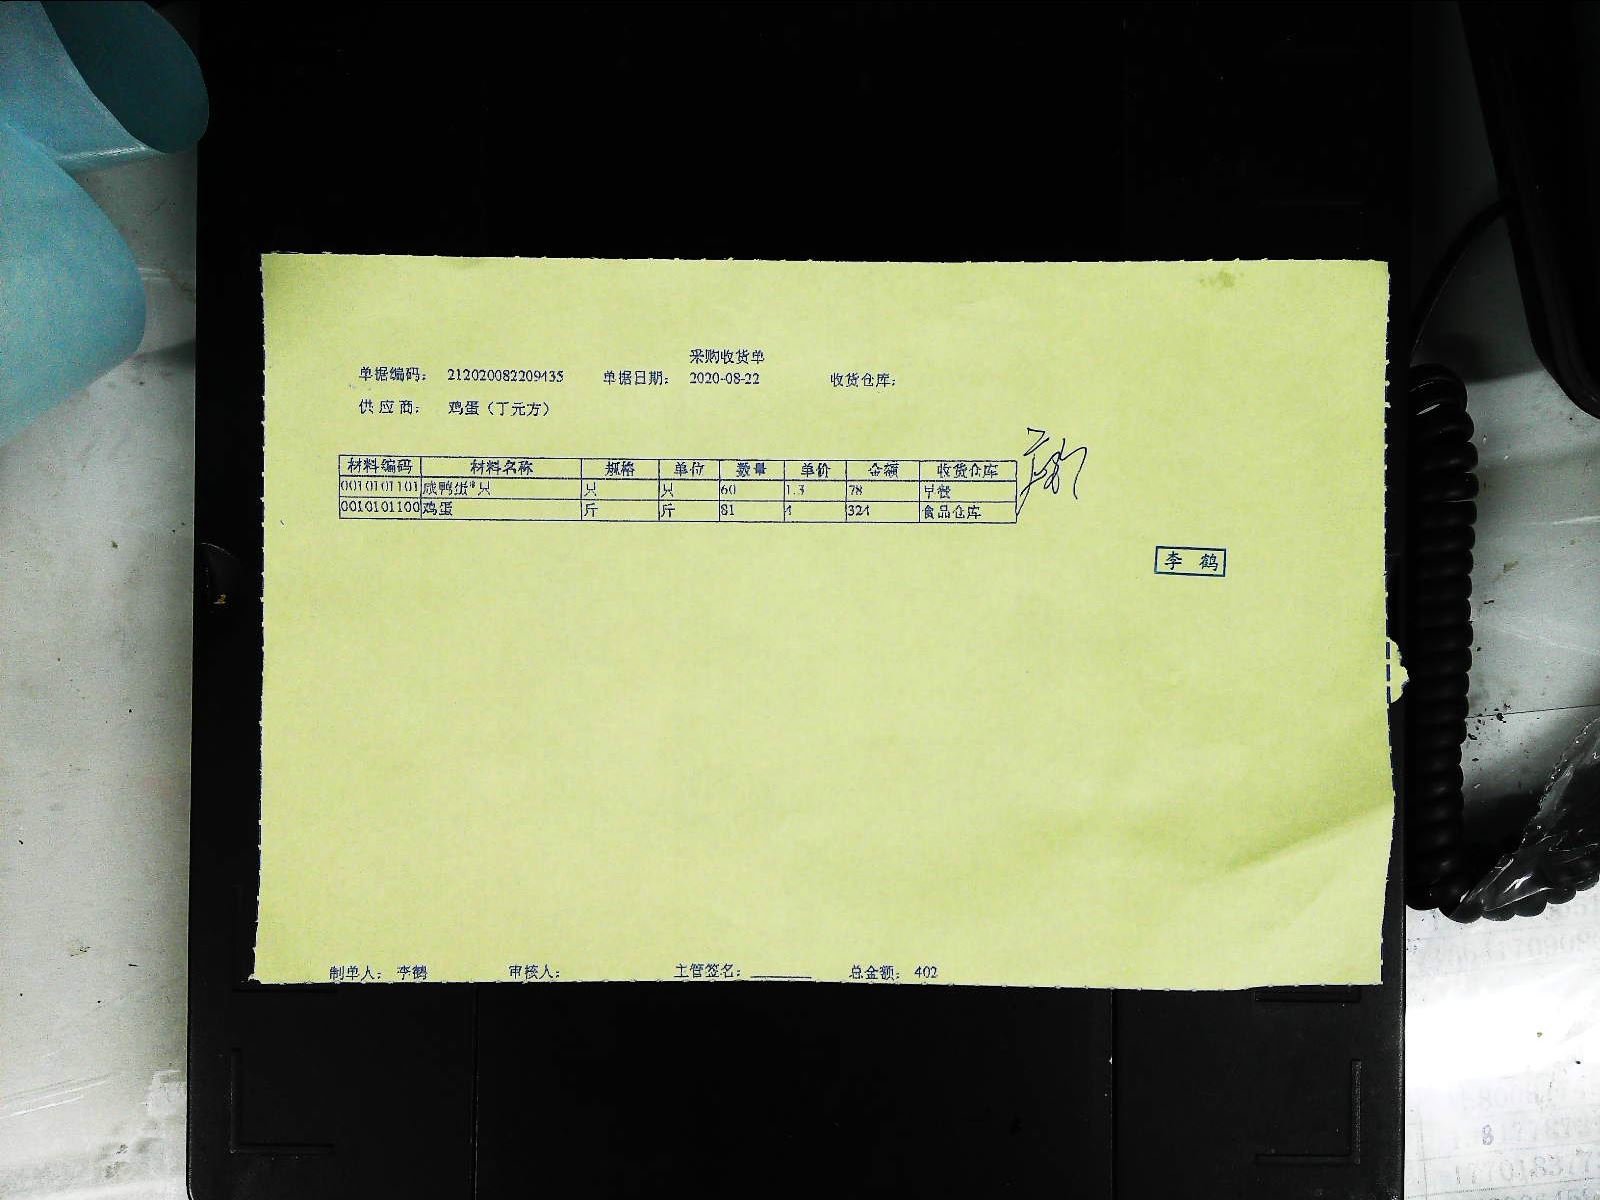 采购收货单
单据编码： 212020082209435 单据日期： 2020-08-22 收货仓库：
供 应 商： 鸡蛋（丁元方）
材料编码 材料名称 规格 单位 数量 单价 金额 收货仓库
0010101101 咸鸭蛋*只 只 只 60 1.3 78 早餐
0010101100 鸡蛋 斤 斤 81 4 324 食品仓库
李 鹤
制单人： 李鹤 审核人： 主管签名： ______ 总金额： 402